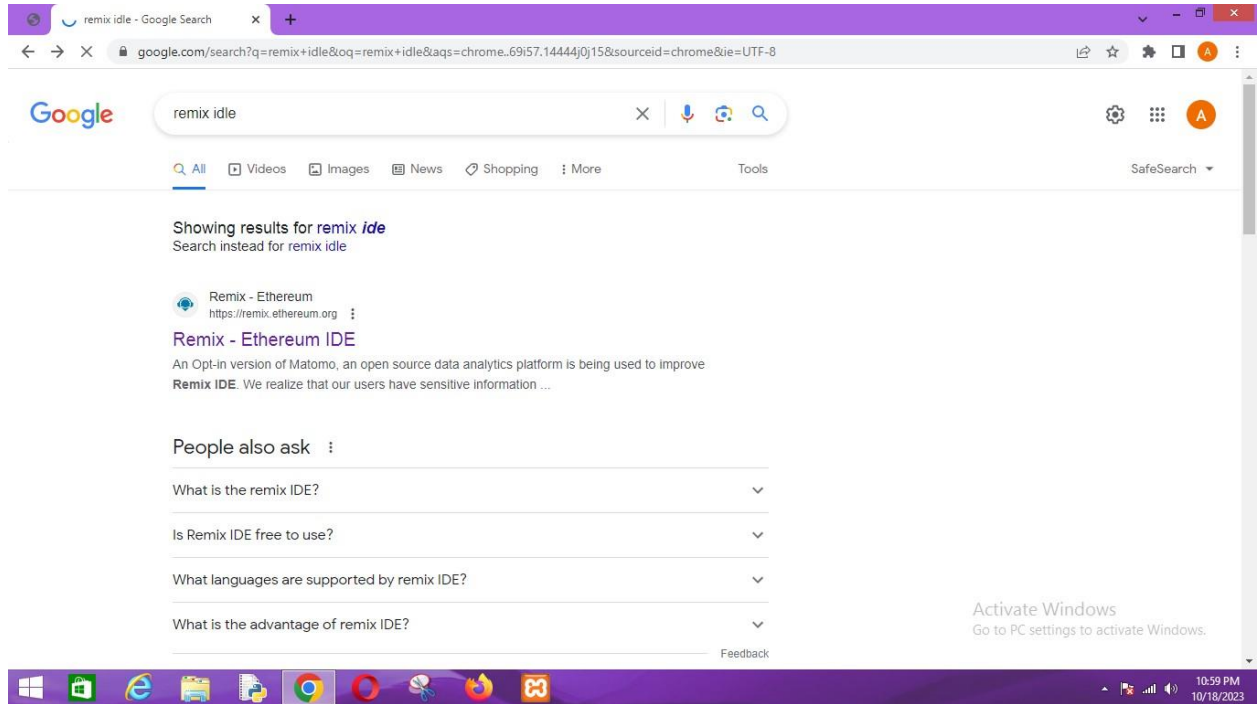 remix idle - Google Search
google.com/search?q=remix+idle&oq=remix+idle&aqs=chrome..69i57.14444j0j15&sourceid=chrome&ie=UTF-8
A
Google
remix idle
A
All Videos Images News Shopping More Tools SafeSearch
Showing results for remix ide
Search instead for remix idle
Remix - Ethereum
https://remix.ethereum.org
Remix - Ethereum IDE
An Opt-in version of Matomo, an open source data analytics platform is being used to improve
Remix IDE. We realize that our users have sensitive information ...
People also ask
What is the remix IDE?
Is Remix IDE free to use?
What languages are supported by remix IDE?
What is the advantage of remix IDE?
Feedback
Activate Windows
Go to PC settings to activate Windows.
10:59 PM
10/18/2023